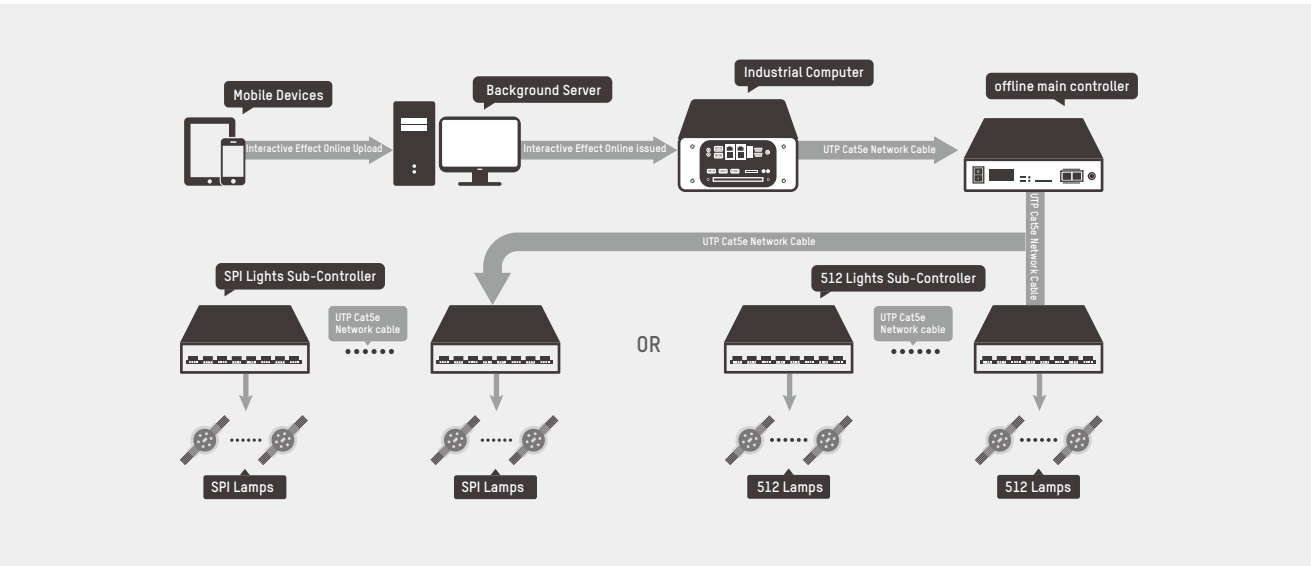 Mobile Devices
Background Server
Industrial Computer
offline main controller
Interactive Effect Online Upload
Interactive Effect Online issued
UTP Cat5e Network Cable
UTP Cat5e Network Cable
UTP Cat5e Network Cable
SPI Lights Sub-Controller
512 Lights Sub-Controller
UTP Cat5e
Network cable
OR
UTP Cat5e
Network cable
SPI Lamps
SPI Lamps
512 Lamps
512 Lamps